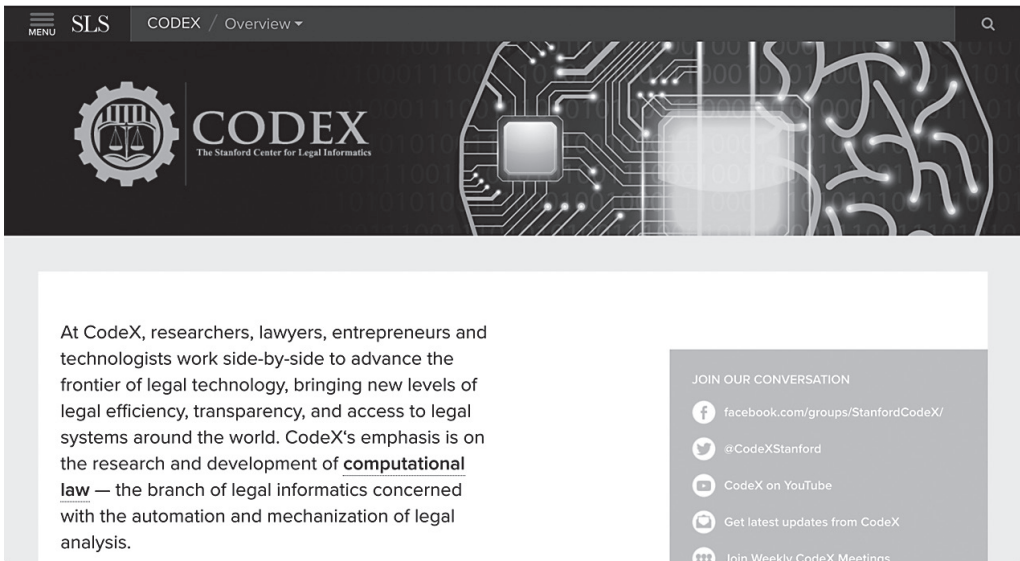 MENU SLS CODEX / Overview
CODEX
The Stanford Center for Legal Informatics
At CodeX, researchers, lawyers, entrepreneurs and
technologists work side-by-side to advance the
frontier of legal technology, bringing new levels of
legal efficiency, transparency, and access to legal
systems around the world. CodeX‘s emphasis is on
the research and development of computational
law — the branch of legal informatics concerned
with the automation and mechanization of legal
analysis.
JOIN OUR CONVERSATION
facebook.com/groups/StanfordCodeX/
@CodeXStanford
CodeX on YouTube
Get latest updates from CodeX
Join Weekly CodeX Meetings